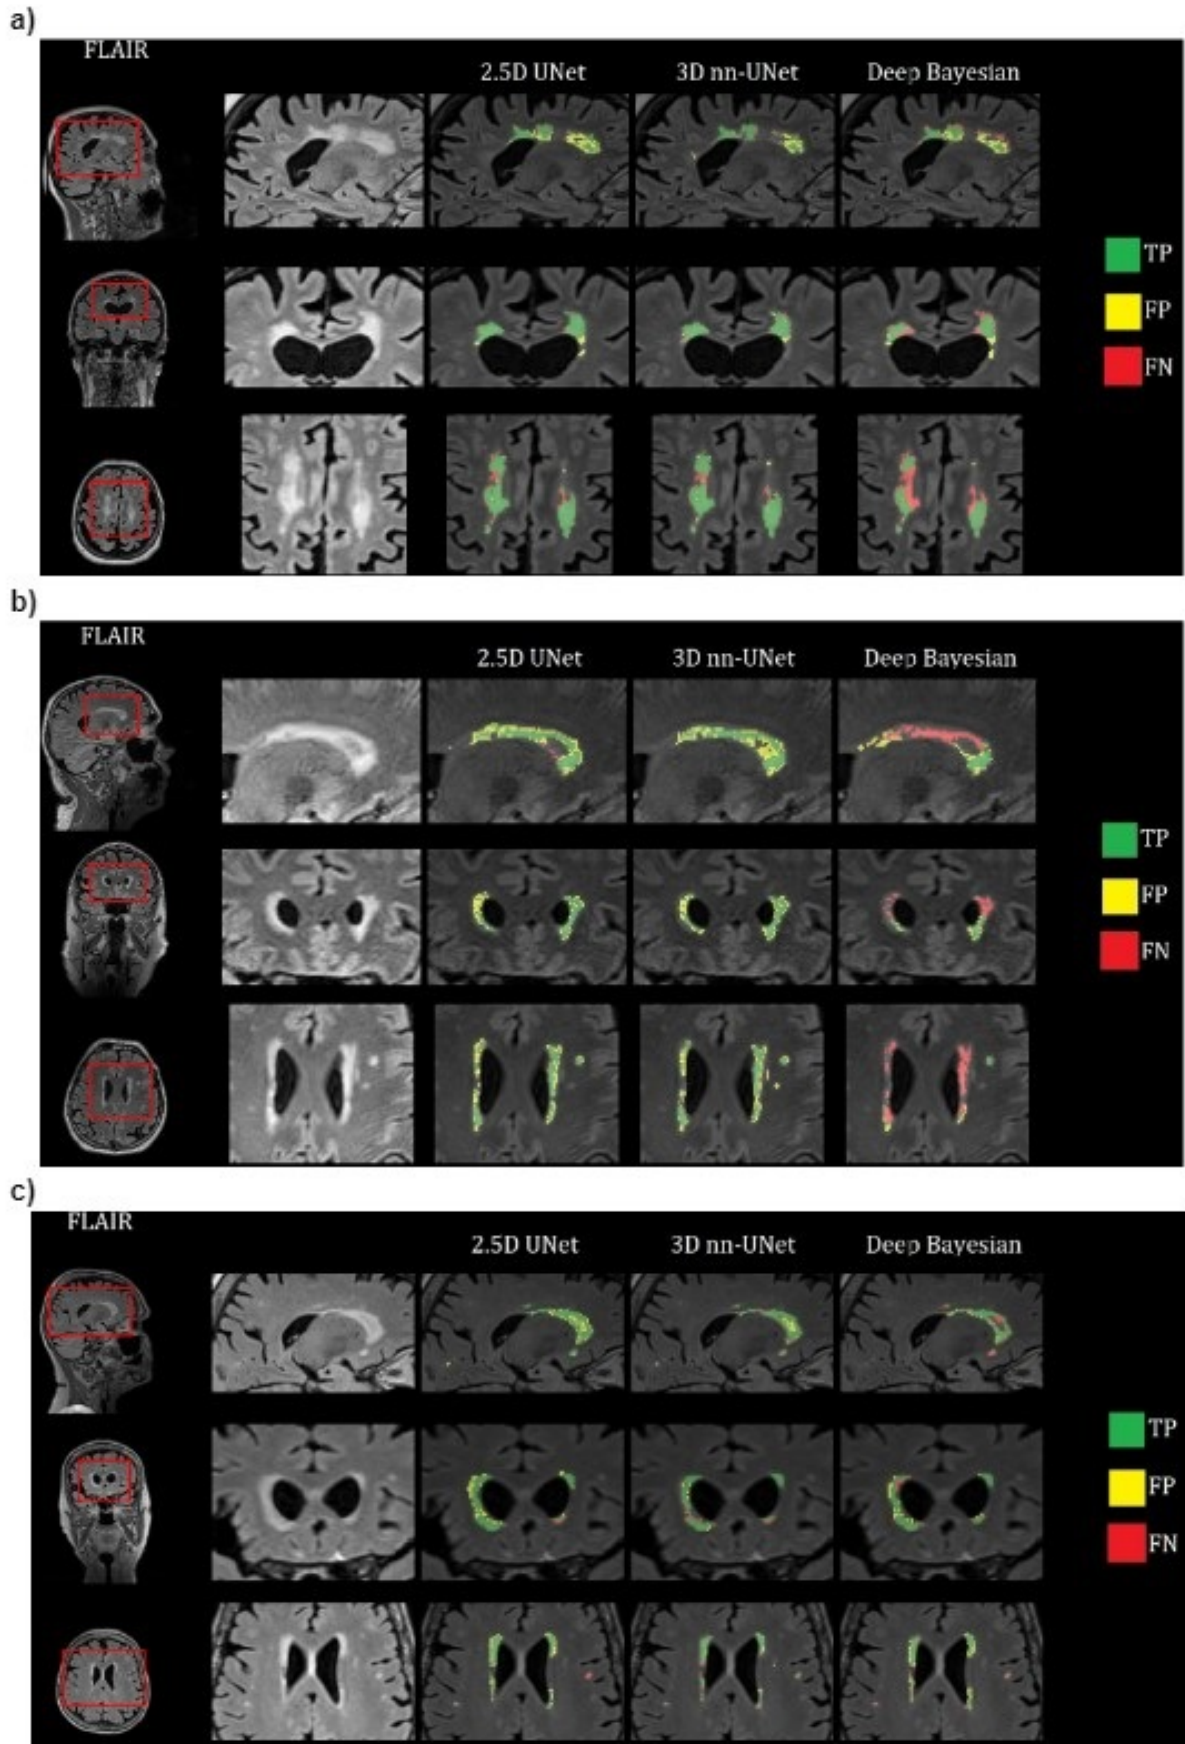 a)
FLAIR
2.5D UNet 3D nn-UNet Deep Bayesian
TP
FP
FN
b)
FLAIR
2.5D UNet 3D nn-UNet Deep Bayesian
TP
FP
FN
c)
FLAIR
2.5D UNet 3D nn-UNet Deep Bayesian
TP
FP
FN